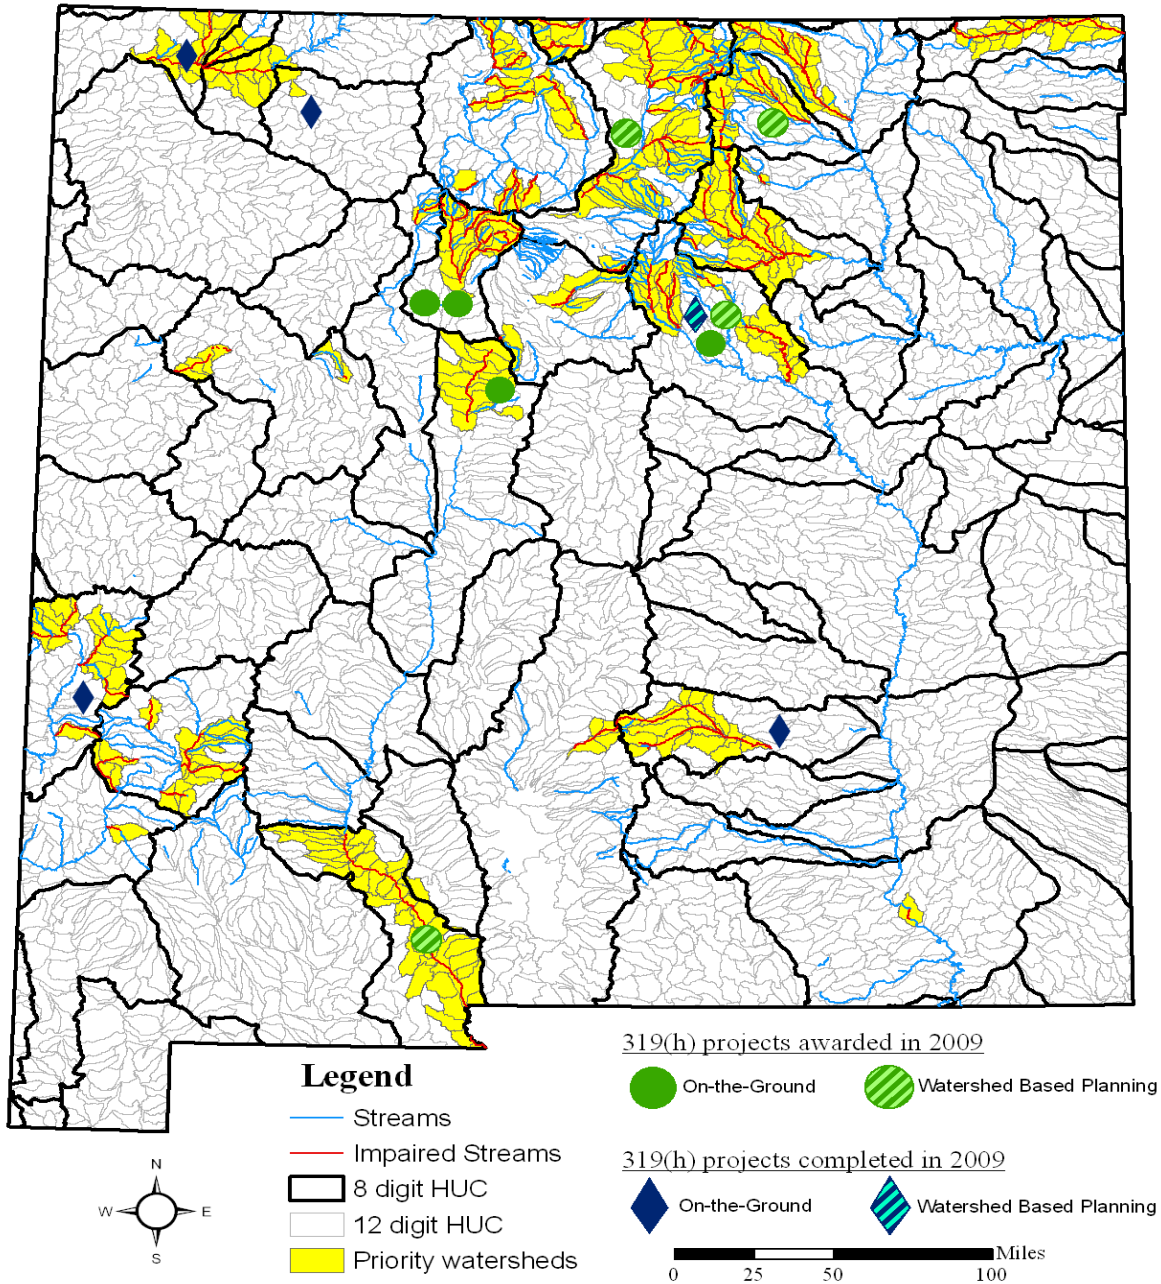 Legend
Streams
Impaired Streams
8 digit HUC
12 digit HUC
Priority watersheds
N
W E
S
319(h) projects awarded in 2009
On-the-Ground Watershed Based Planning
319(h) projects completed in 2009
On-the-Ground Watershed Based Planning
Miles
0 25 50 100